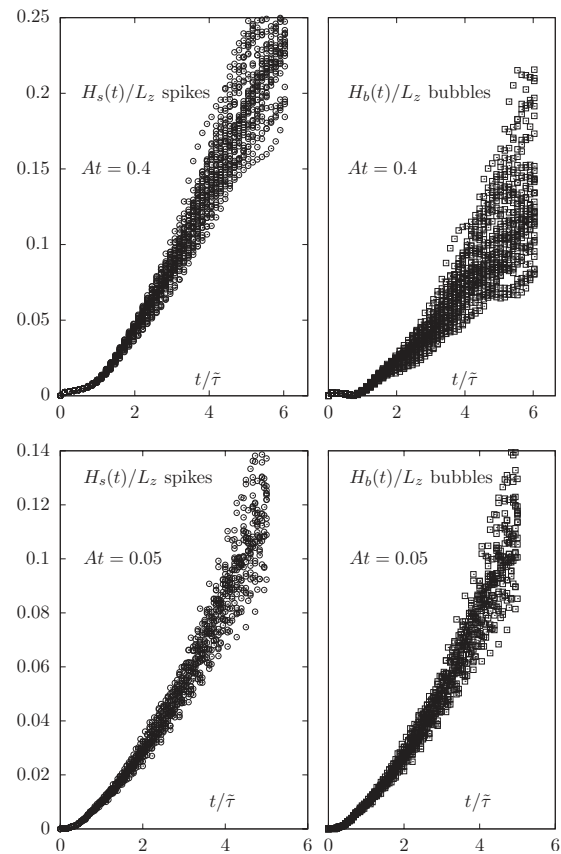 0.25
0.2
0.15
0.1
0.05
0
H_s(t)/L_z spikes
At = 0.4
t/τ̃
0 2 4 6
H_b(t)/L_z bubbles
At = 0.4
t/τ̃
2 4 6
0.14
0.12
0.1
0.08
0.06
0.04
0.02
0
H_s(t)/L_z spikes
At = 0.05
t/τ̃
0 2 4 6
H_b(t)/L_z bubbles
At = 0.05
t/τ̃
0 2 4 6